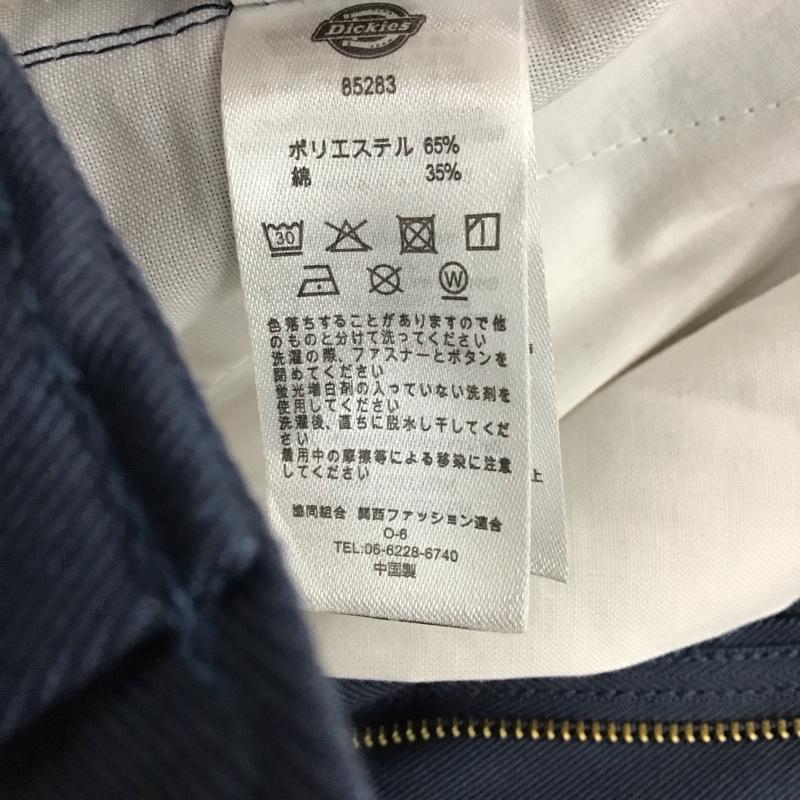 Dickies
85283
ポリエステル 65%
綿 35%
30
W
色落ちすることがありますので他
のものと分けて洗ってください
洗濯の際、ファスナーとボタンを
閉めてください
蛍光増白剤の入っていない洗剤を
使用してください
洗濯後、直ちに脱水し干してくだ
さい
着用中の摩擦等による移染に注意
してください
協同組合 関西ファッション連合
O-6
TEL:06-6228-6740
中国製
上